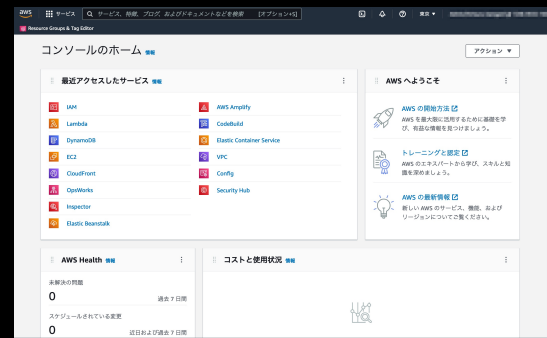 aws
サービス
サービス、特徴、ブログ、およびドキュメントなどを検索 [オプション+S]
東京 ▼
Resource Groups & Tag Editor
コンソールのホーム 情報
アクション ▼
最近アクセスしたサービス 情報
IAM
Lambda
DynamoDB
EC2
CloudFront
OpsWorks
Inspector
Elastic Beanstalk
AWS Amplify
CodeBuild
Elastic Container Service
VPC
Config
Security Hub
AWS へようこそ
AWS の開始方法
AWS を最大限に活用するために基礎を学
び、有益な情報を見つけましょう。
トレーニングと認定
AWS のエキスパートから学び、スキルと知
識を深めましょう。
AWS の最新情報
新しい AWS のサービス、機能、および
リージョンについてご覧ください。
AWS Health 情報
未解決の問題
0
過去 7 日間
スケジュールされている変更
0
近日および過去 7 日間
コストと使用状況 情報